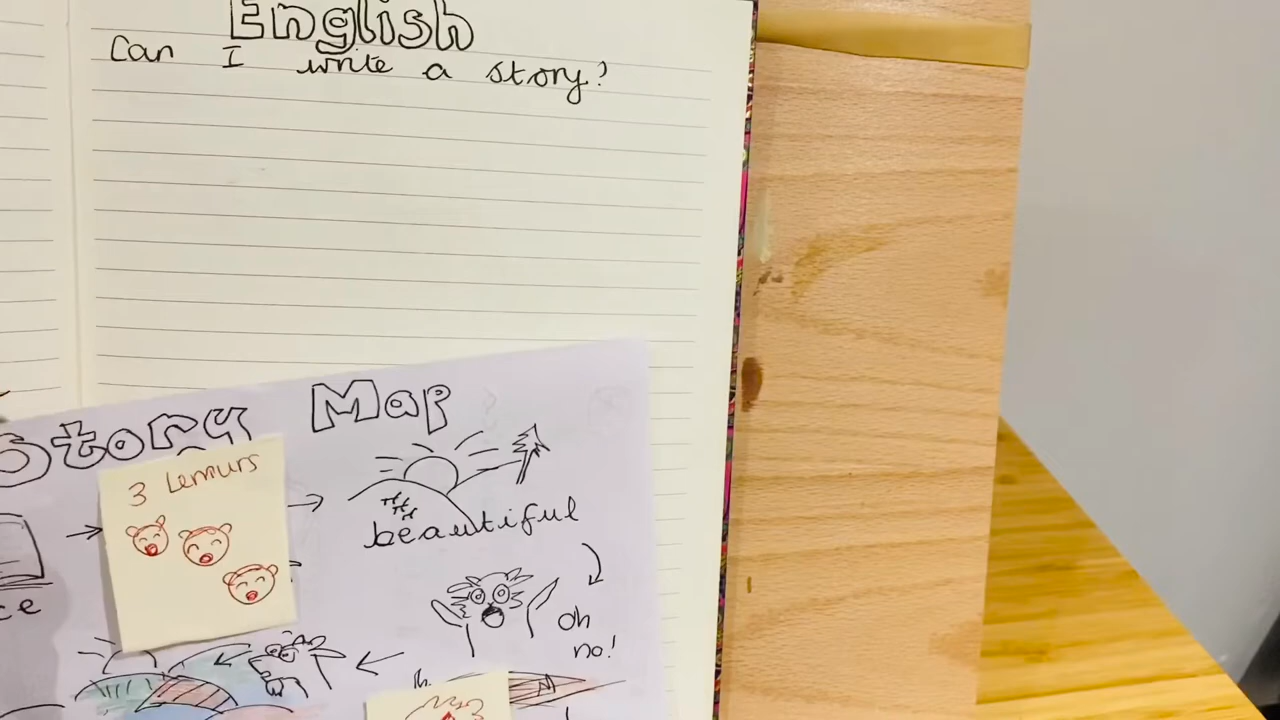 English
Can I write a story?
Story Map
3 Lemurs
beautiful
oh
no!